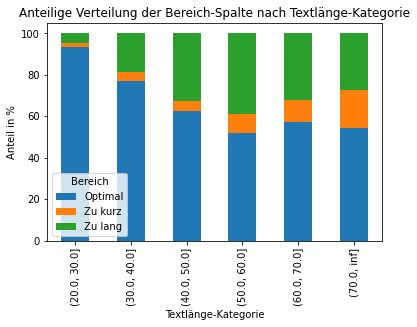 Anteilige Verteilung der Bereich-Spalte nach Textlänge-Kategorie
Anteil in %
100
80
60
40
20
0
Bereich
Optimal
Zu kurz
Zu lang
(20.0, 30.0]
(30.0, 40.0]
(40.0, 50.0]
(50.0, 60.0]
(60.0, 70.0]
(70.0, inf]
Textlänge-Kategorie